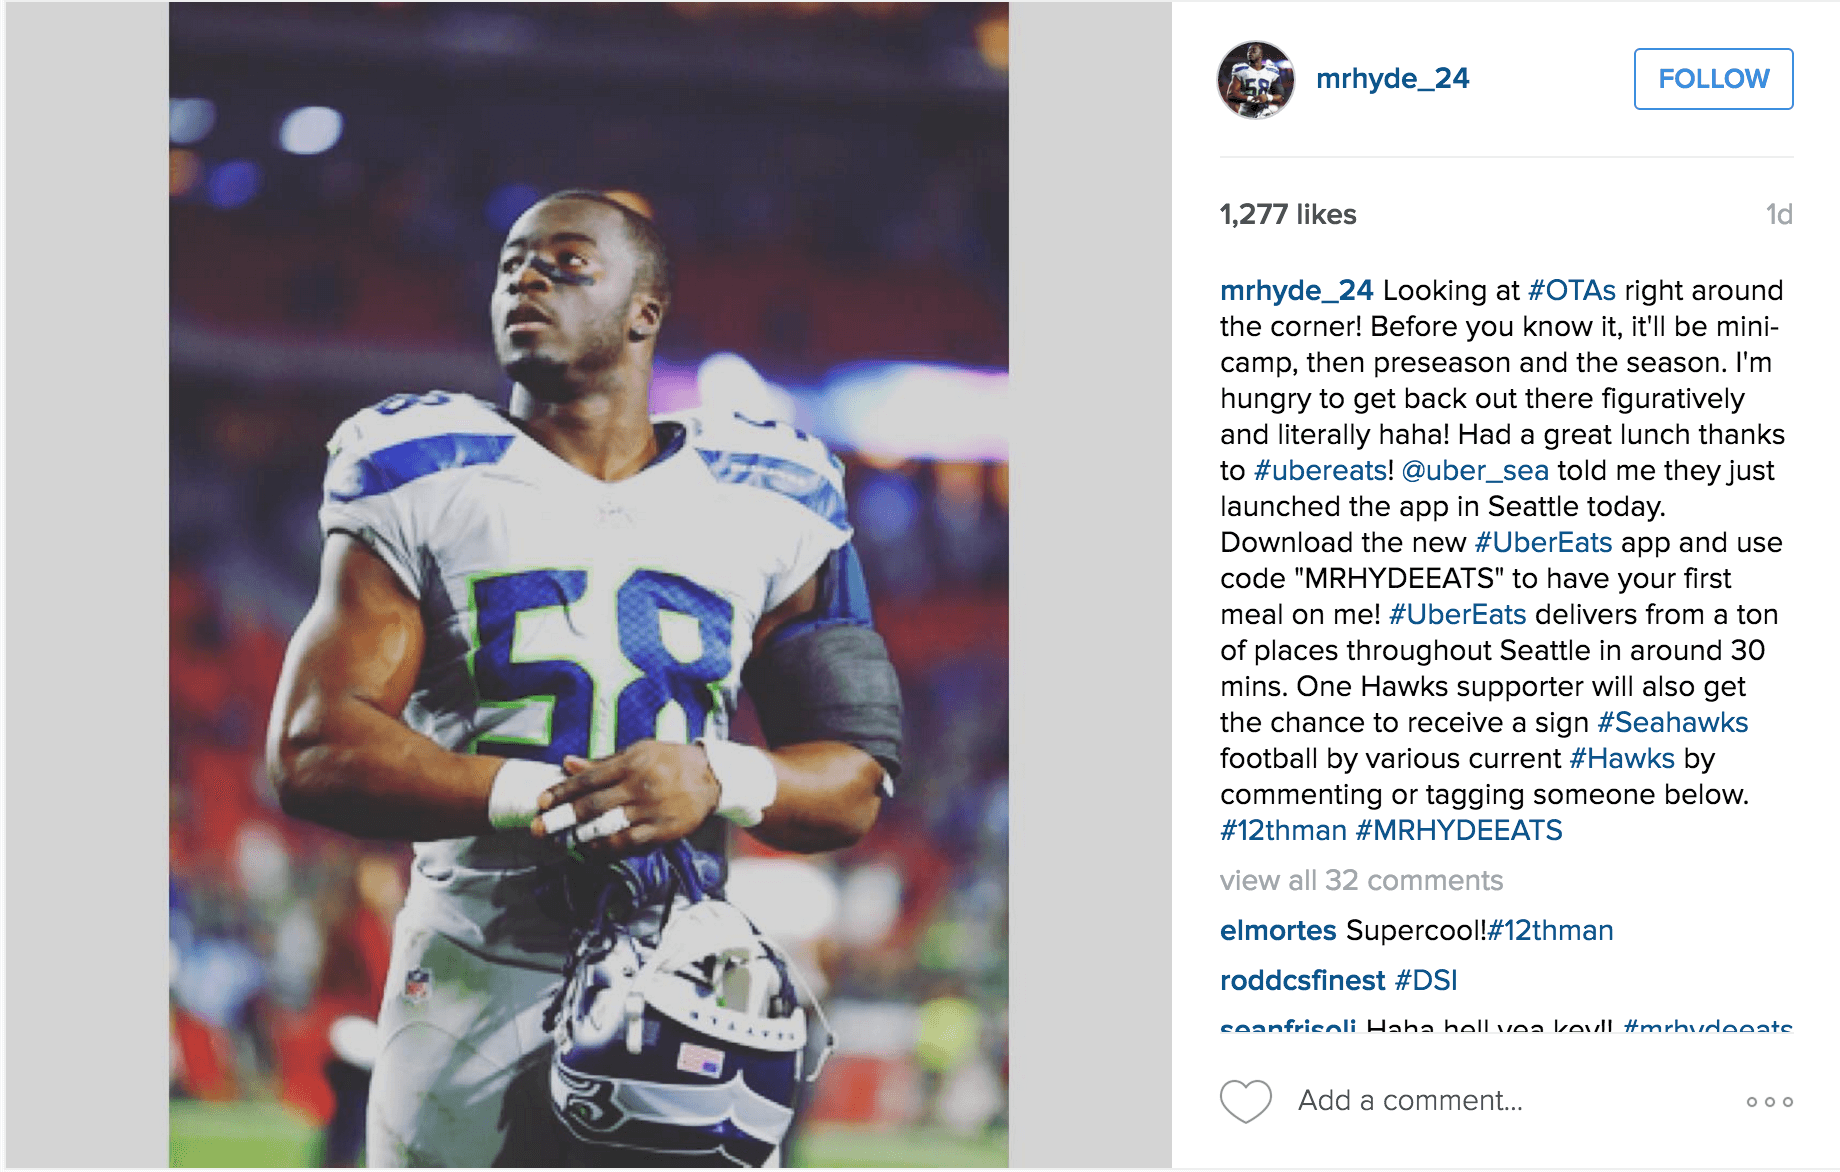 mrhyde_24
FOLLOW
58
1,277 likes
1d
mrhyde_24 Looking at #OTAs right around
the corner! Before you know it, it'll be mini-
camp, then preseason and the season. I'm
hungry to get back out there figuratively
and literally haha! Had a great lunch thanks
to #ubereats! @uber_sea told me they just
launched the app in Seattle today.
Download the new #UberEats app and use
code "MRHYDEEATS" to have your first
meal on me! #UberEats delivers from a ton
of places throughout Seattle in around 30
mins. One Hawks supporter will also get
the chance to receive a sign #Seahawks
football by various current #Hawks by
commenting or tagging someone below.
#12thman #MRHYDEEATS
view all 32 comments
elmortes Supercool!#12thman
roddcsfinest #DSI
seanfrisoli Haha hell yea kev!! #mrhydeeats
Add a comment...